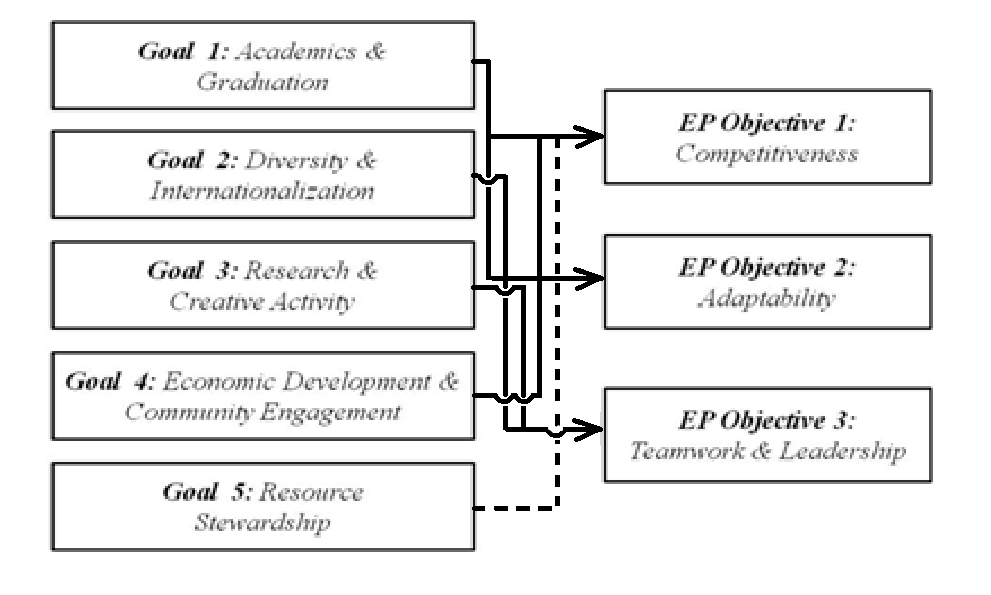 Goal 1: Academics &
Graduation
Goal 2: Diversity &
Internationalization
Goal 3: Research &
Creative Activity
Goal 4: Economic Development &
Community Engagement
Goal 5: Resource
Stewardship
EP Objective 1:
Competitiveness
EP Objective 2:
Adaptability
EP Objective 3:
Teamwork & Leadership